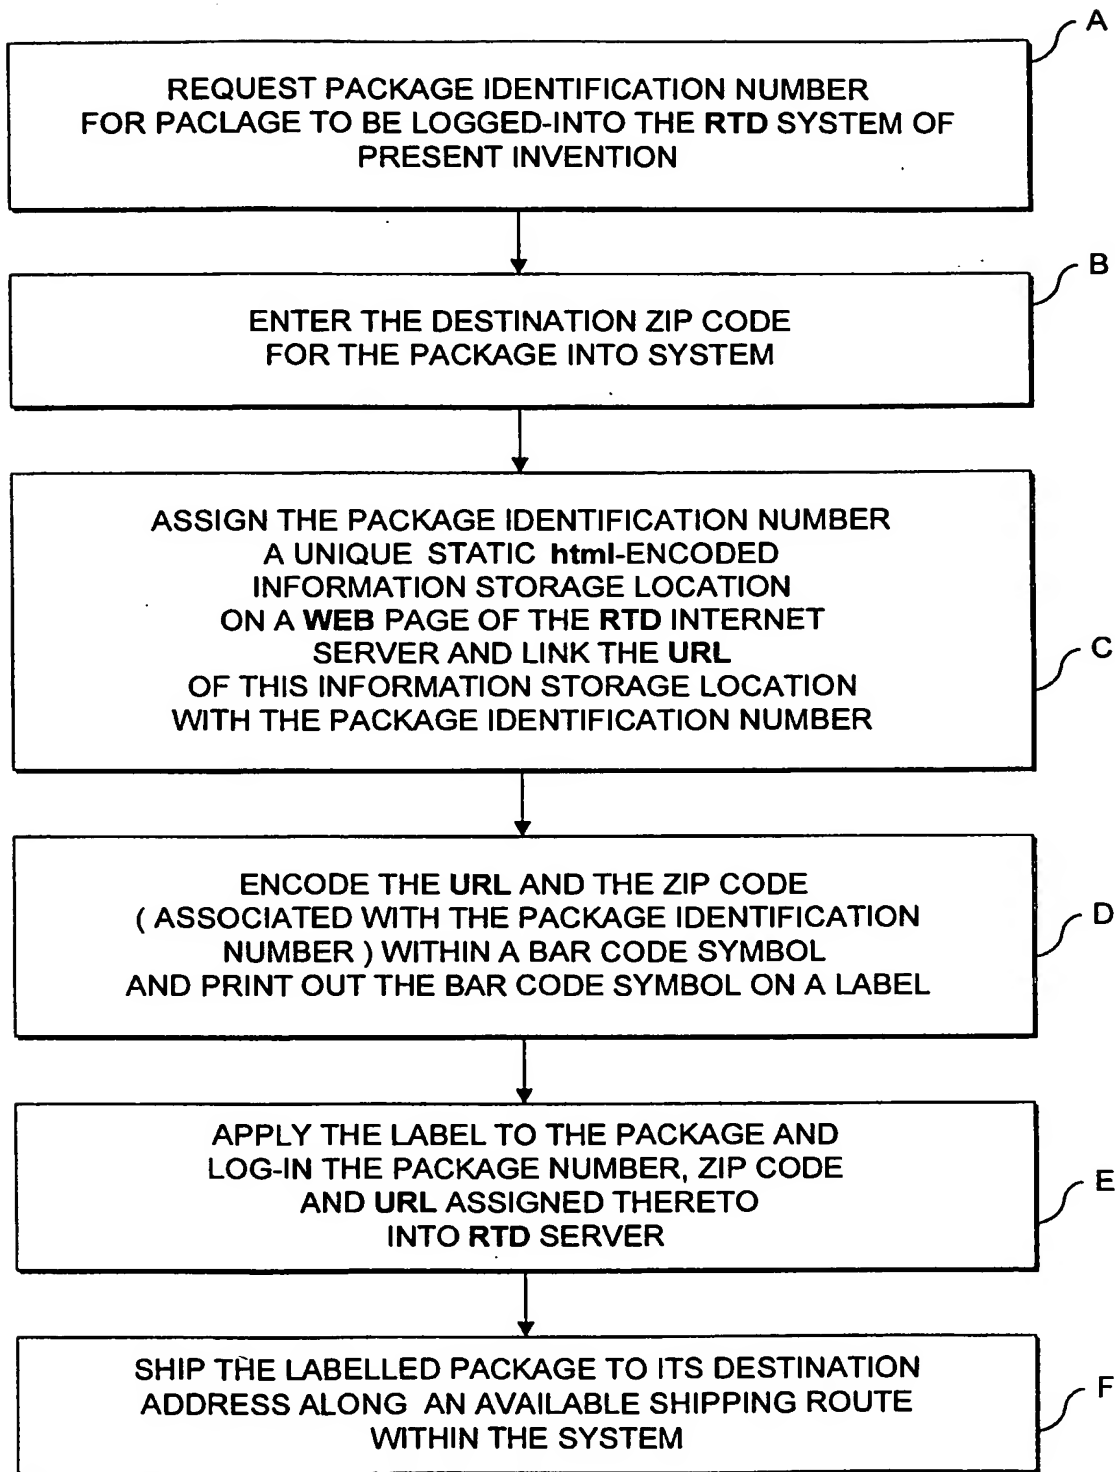 A
REQUEST PACKAGE IDENTIFICATION NUMBER
FOR PACLAGE TO BE LOGGED-INTO THE RTD SYSTEM OF
PRESENT INVENTION
B
ENTER THE DESTINATION ZIP CODE
FOR THE PACKAGE INTO SYSTEM
ASSIGN THE PACKAGE IDENTIFICATION NUMBER
A UNIQUE STATIC html-ENCODED
INFORMATION STORAGE LOCATION
ON A WEB PAGE OF THE RTD INTERNET
SERVER AND LINK THE URL
OF THIS INFORMATION STORAGE LOCATION
WITH THE PACKAGE IDENTIFICATION NUMBER
C
ENCODE THE URL AND THE ZIP CODE
( ASSOCIATED WITH THE PACKAGE IDENTIFICATION
NUMBER ) WITHIN A BAR CODE SYMBOL
AND PRINT OUT THE BAR CODE SYMBOL ON A LABEL
D
APPLY THE LABEL TO THE PACKAGE AND
LOG-IN THE PACKAGE NUMBER, ZIP CODE
AND URL ASSIGNED THERETO
INTO RTD SERVER
E
SHIP THE LABELLED PACKAGE TO ITS DESTINATION
ADDRESS ALONG AN AVAILABLE SHIPPING ROUTE
WITHIN THE SYSTEM
F